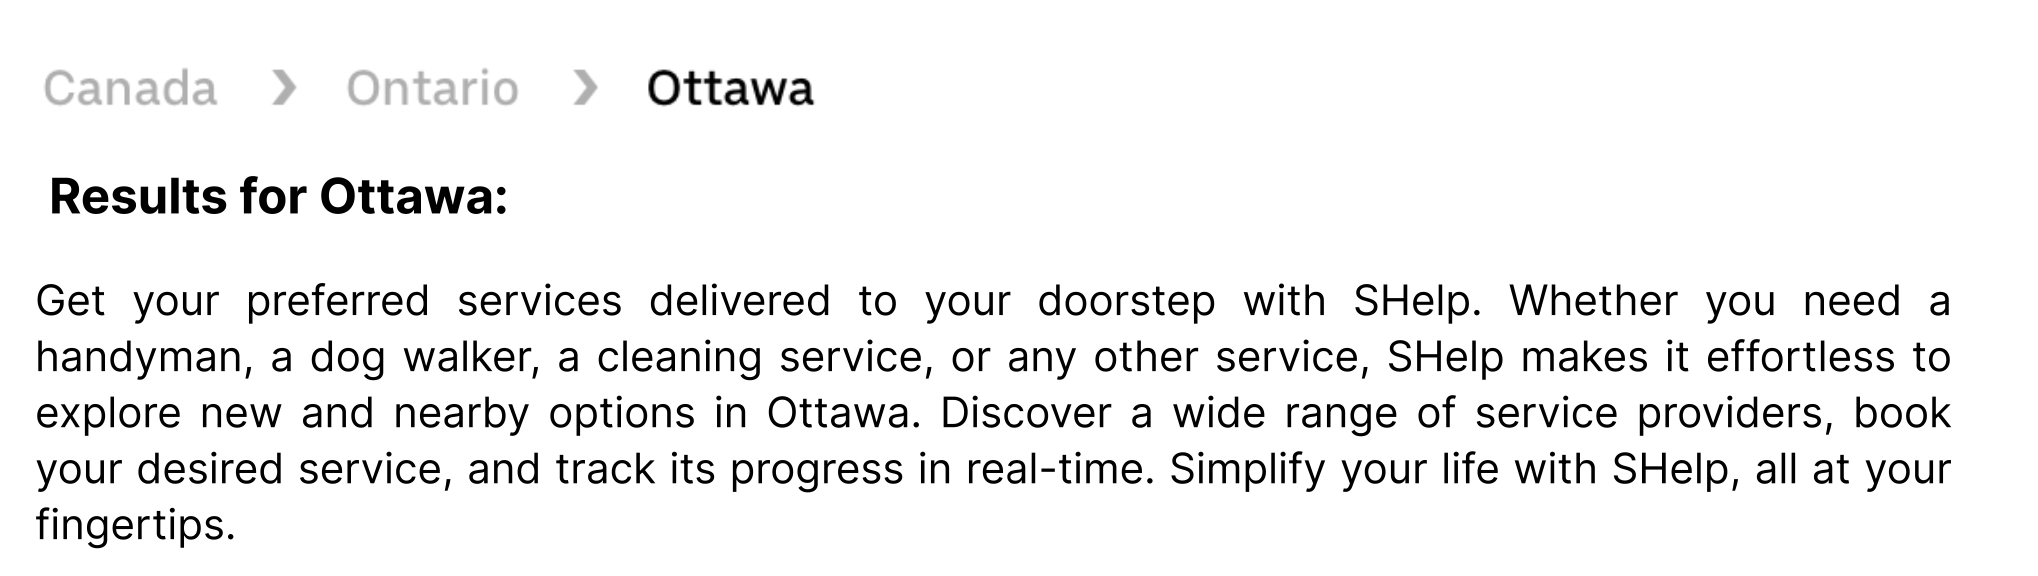 Canada ❯ Ontario ❯ Ottawa
Results for Ottawa:
Get your preferred services delivered to your doorstep with SHelp. Whether you need a
handyman, a dog walker, a cleaning service, or any other service, SHelp makes it effortless to
explore new and nearby options in Ottawa. Discover a wide range of service providers, book
your desired service, and track its progress in real-time. Simplify your life with SHelp, all at your
fingertips.